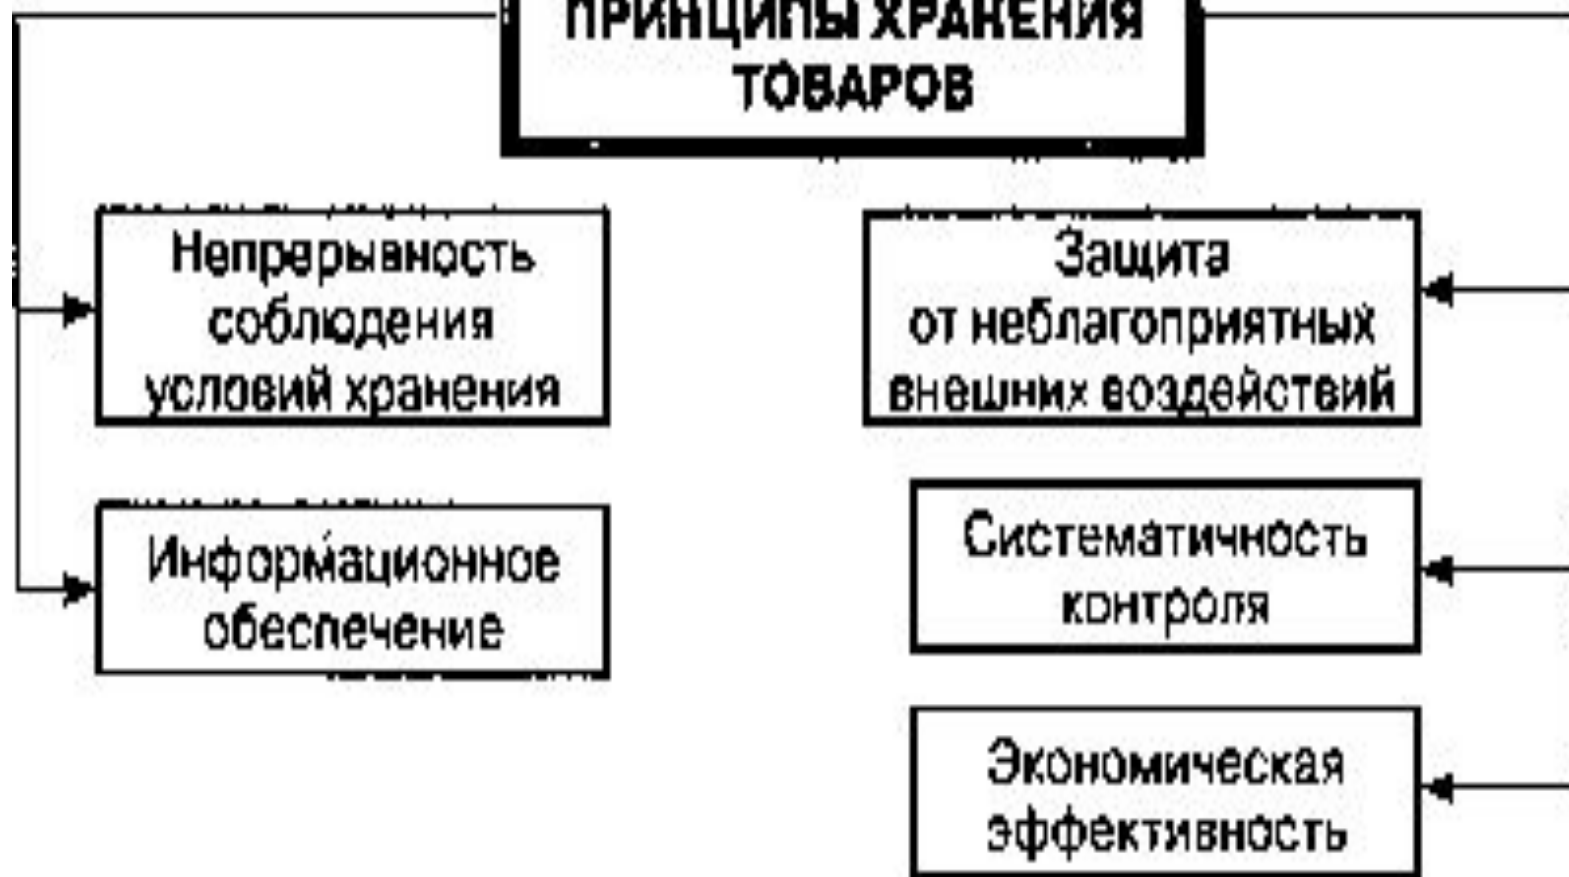 ПРИНЦИПЫ ХРАНЕНИЯ
ТОВАРОВ
Непрерывность
соблюдения
условий хранения
Информационное
обеспечение
Защита
от неблагоприятных
внешних воздействий
Систематичность
контроля
Экономическая
эффективность